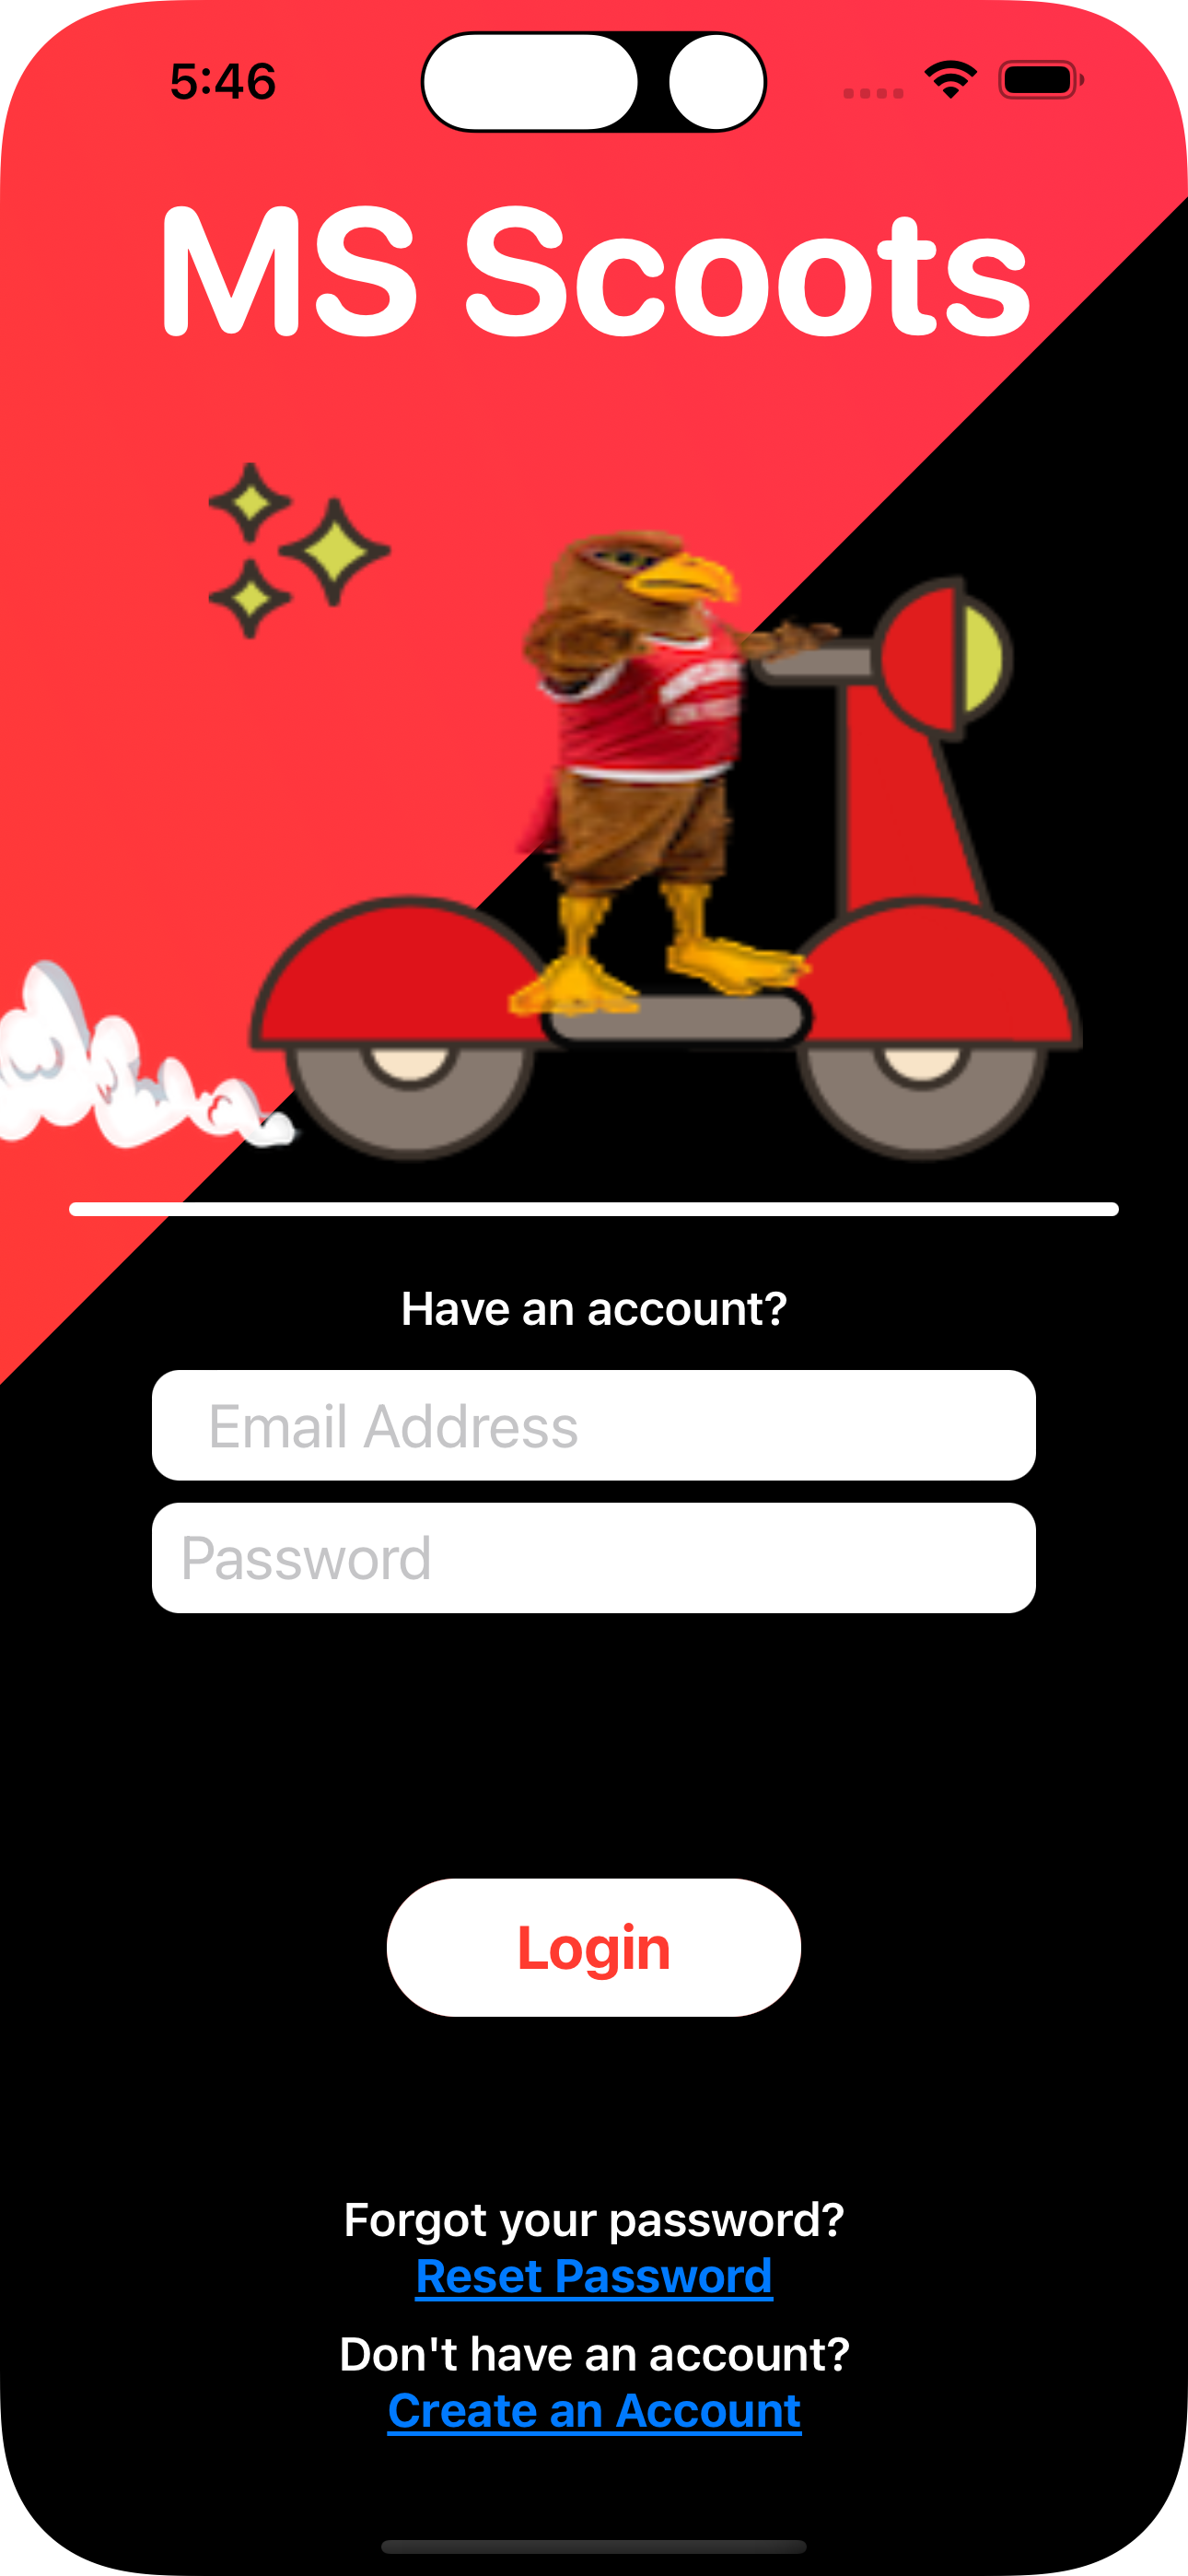 5:46
MS Scoots
Have an account?
Email Address
Password
Login
Forgot your password?
Reset Password
Don't have an account?
Create an Account